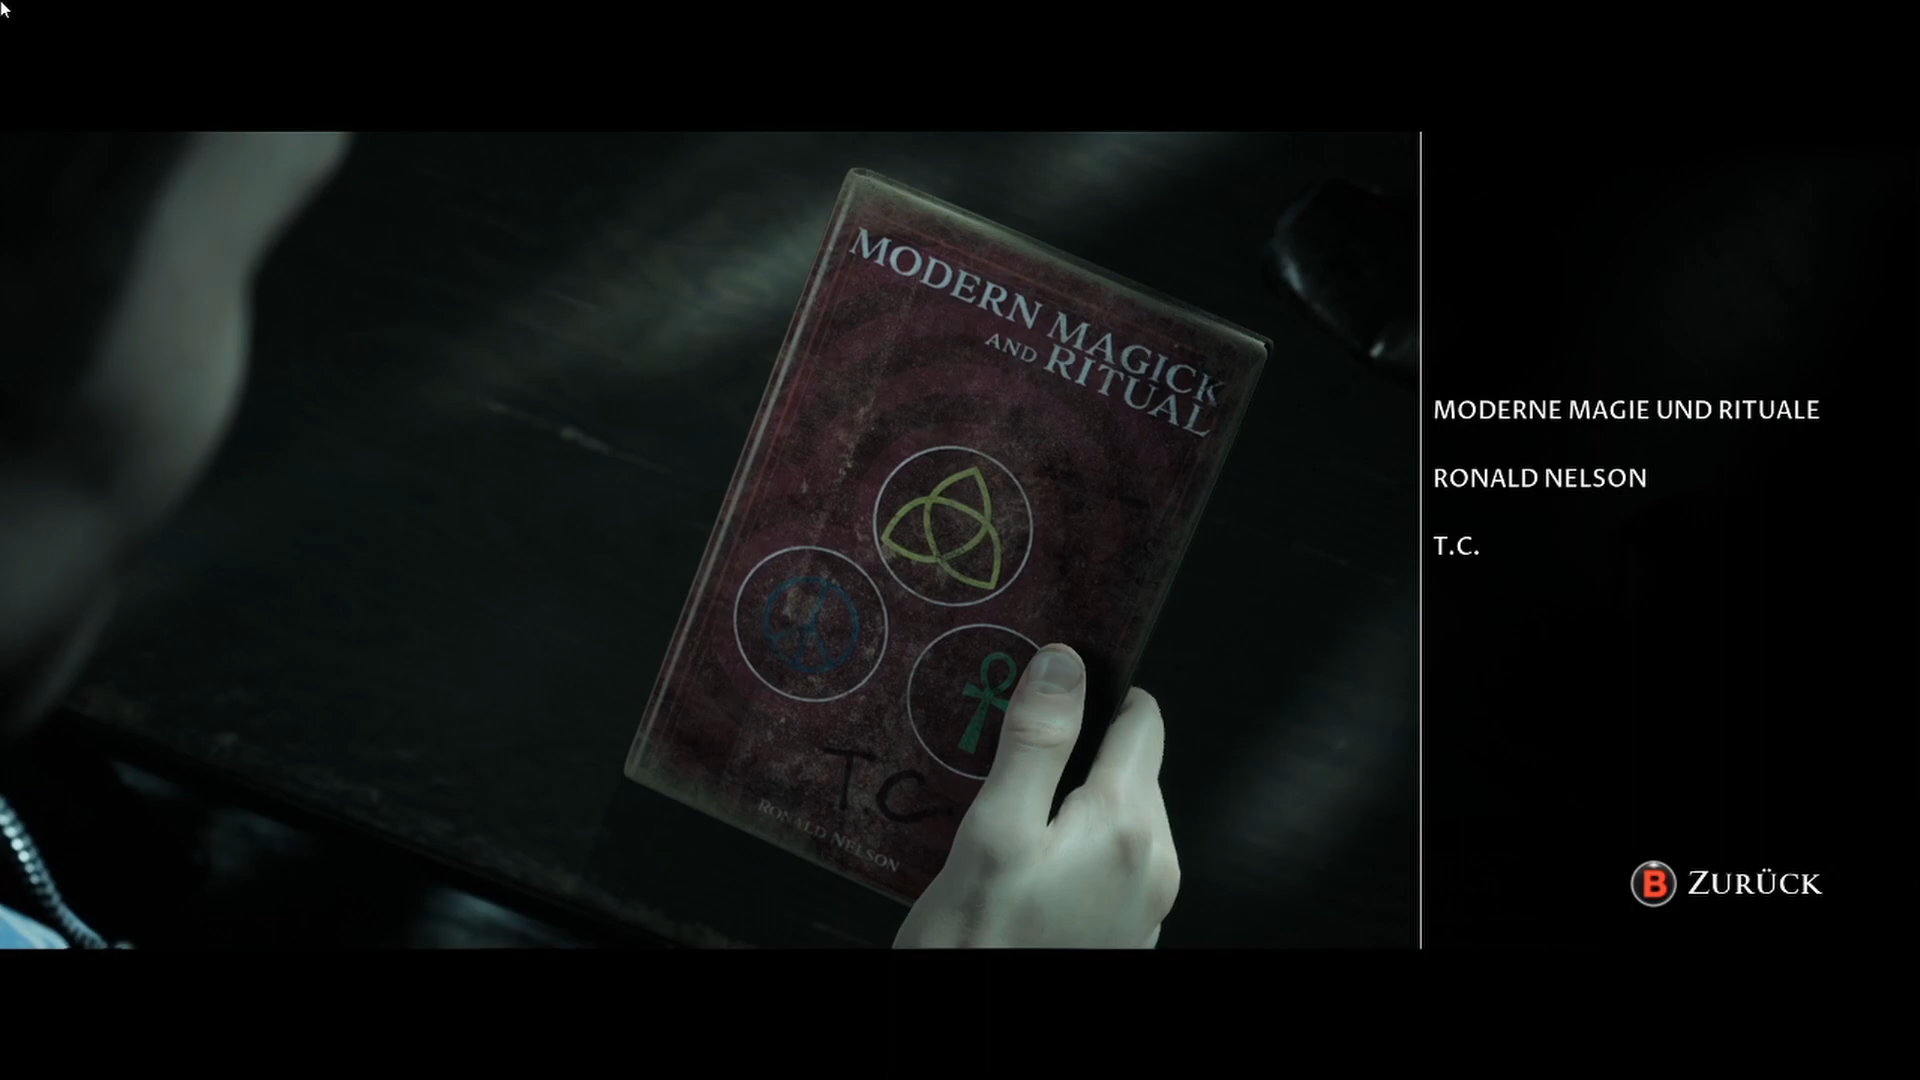 MODERN MAGICK
AND RITUAL
T.C.
RONALD NELSON
MODERNE MAGIE UND RITUALE
RONALD NELSON
T.C.
B ZURÜCK